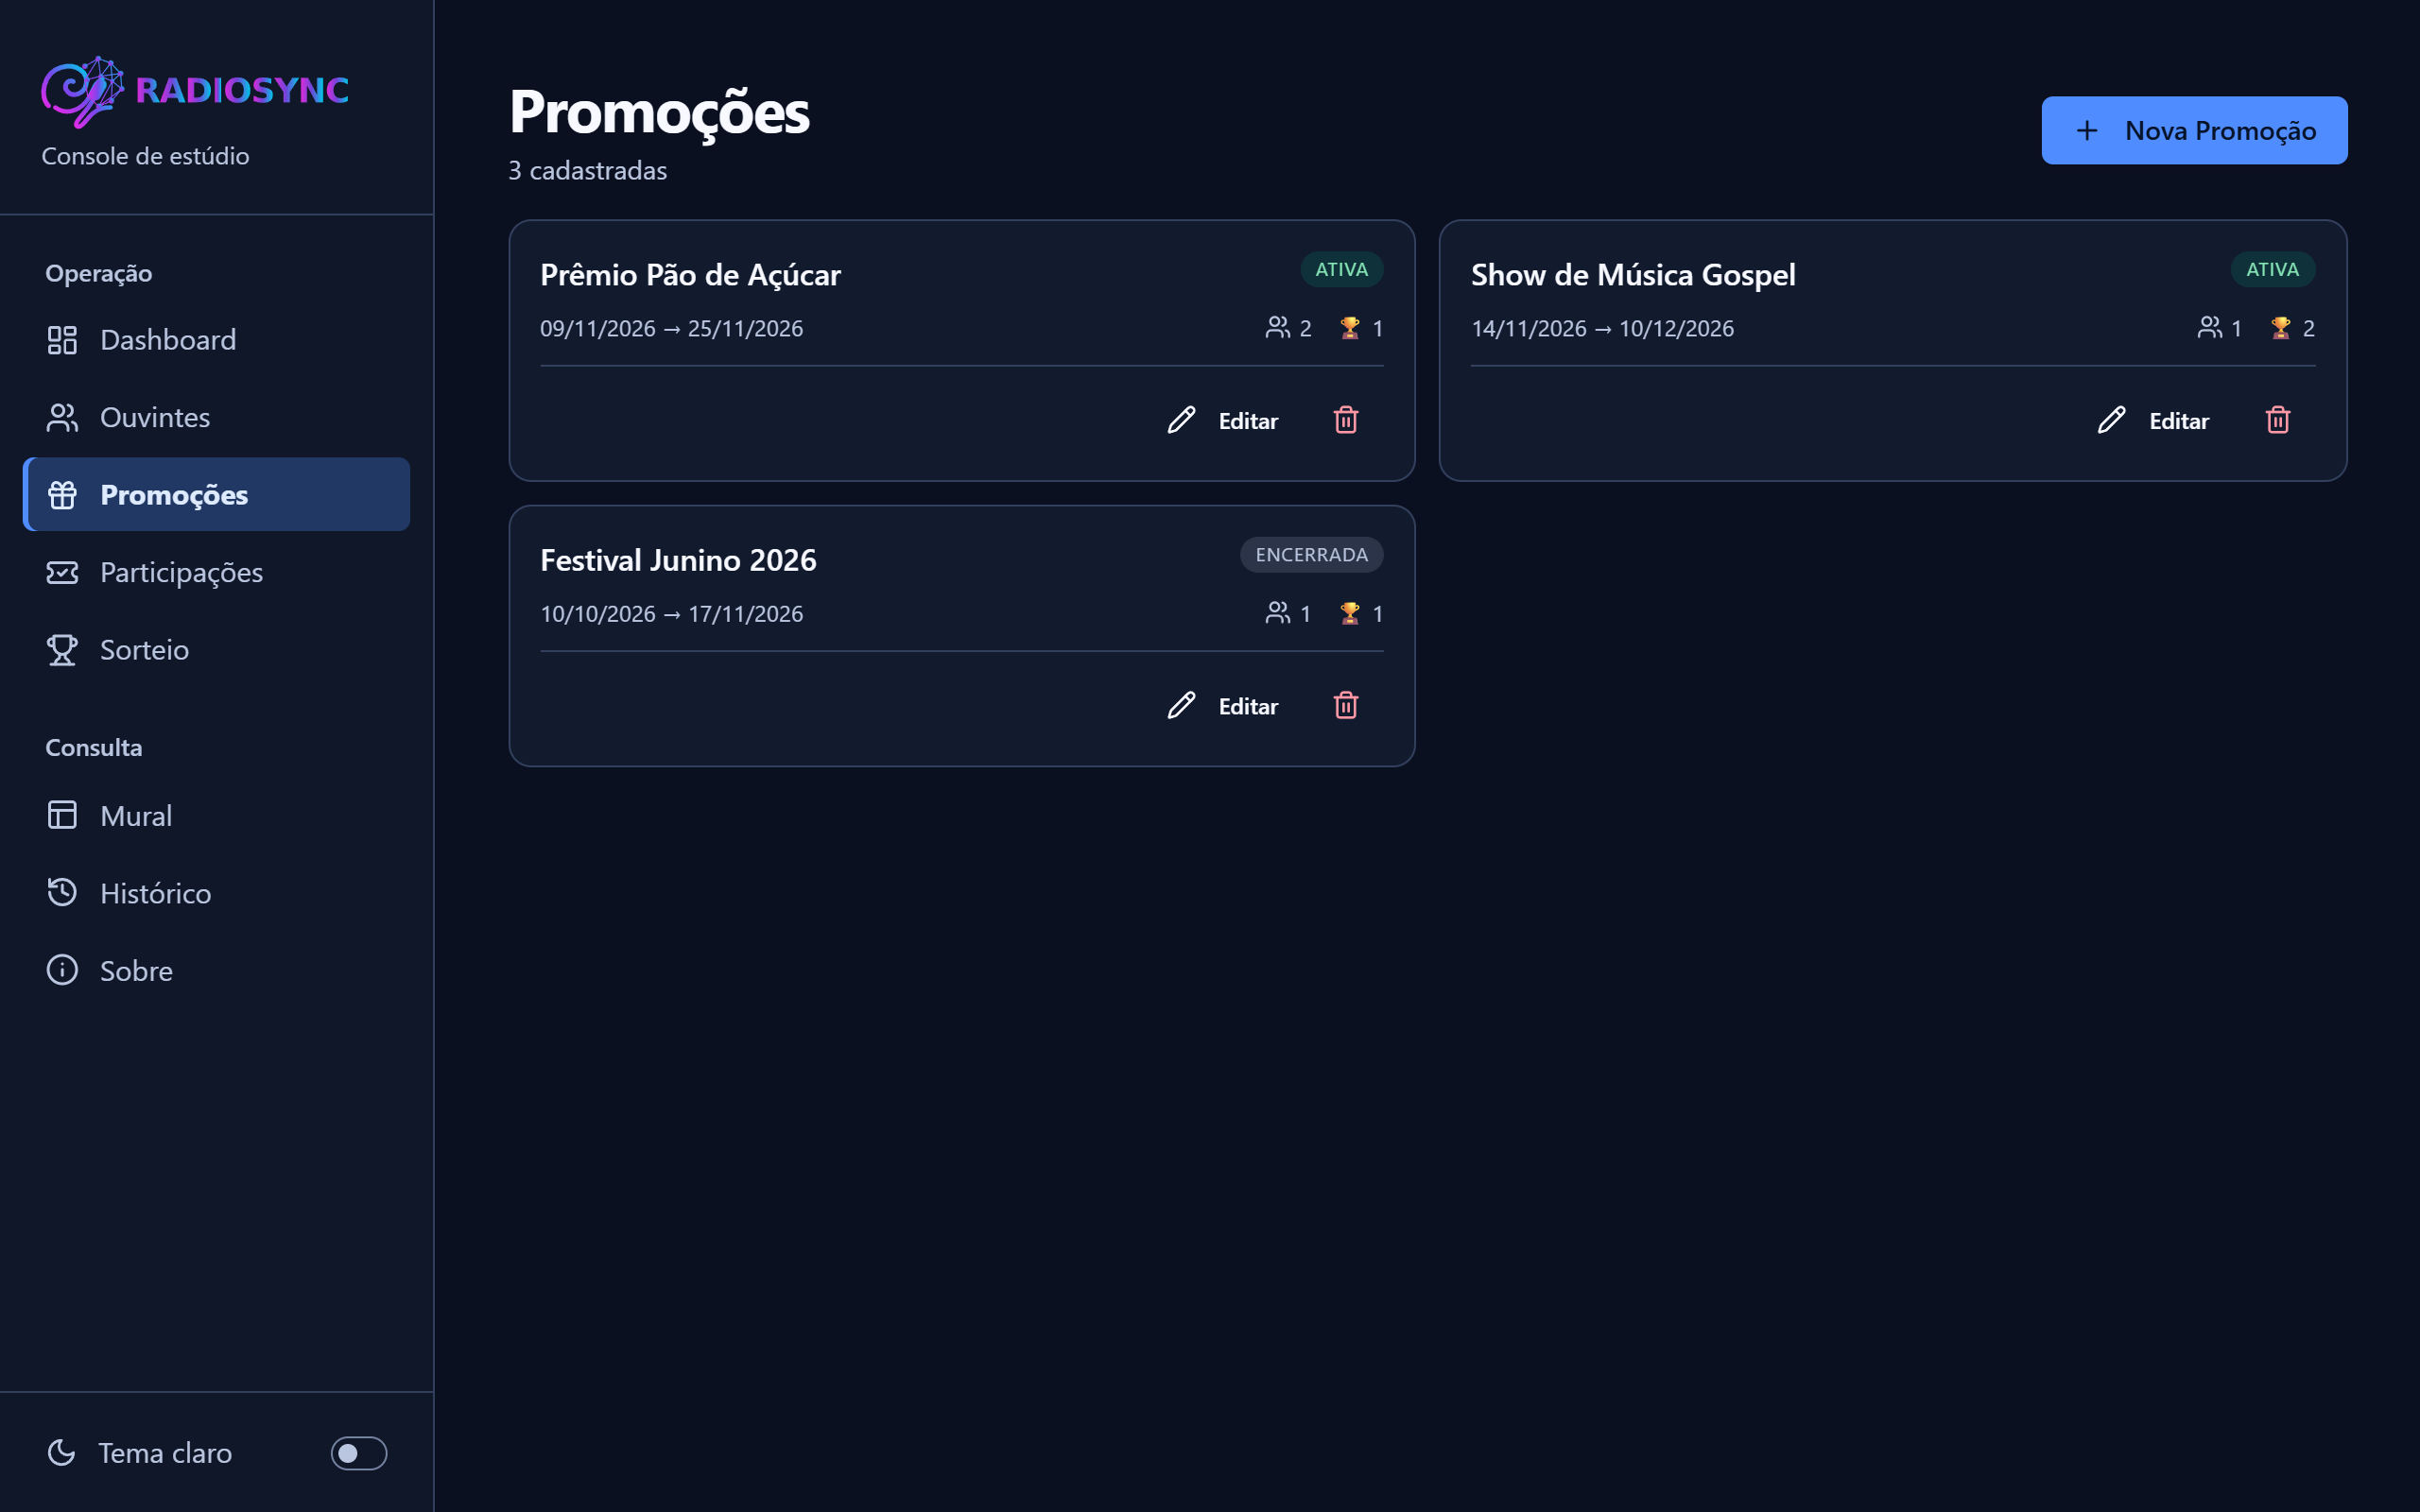 RADIOSYNC
Console de estúdio
Operação
Dashboard
Ouvintes
Promoções
Participações
Sorteio
Consulta
Mural
Histórico
Sobre
Tema claro
Promoções
3 cadastradas
+ Nova Promoção
Prêmio Pão de Açúcar
ATIVA
09/11/2026 → 25/11/2026
2 🏆 1
Editar
Show de Música Gospel
ATIVA
14/11/2026 → 10/12/2026
1 🏆 2
Editar
Festival Junino 2026
ENCERRADA
10/10/2026 → 17/11/2026
1 🏆 1
Editar